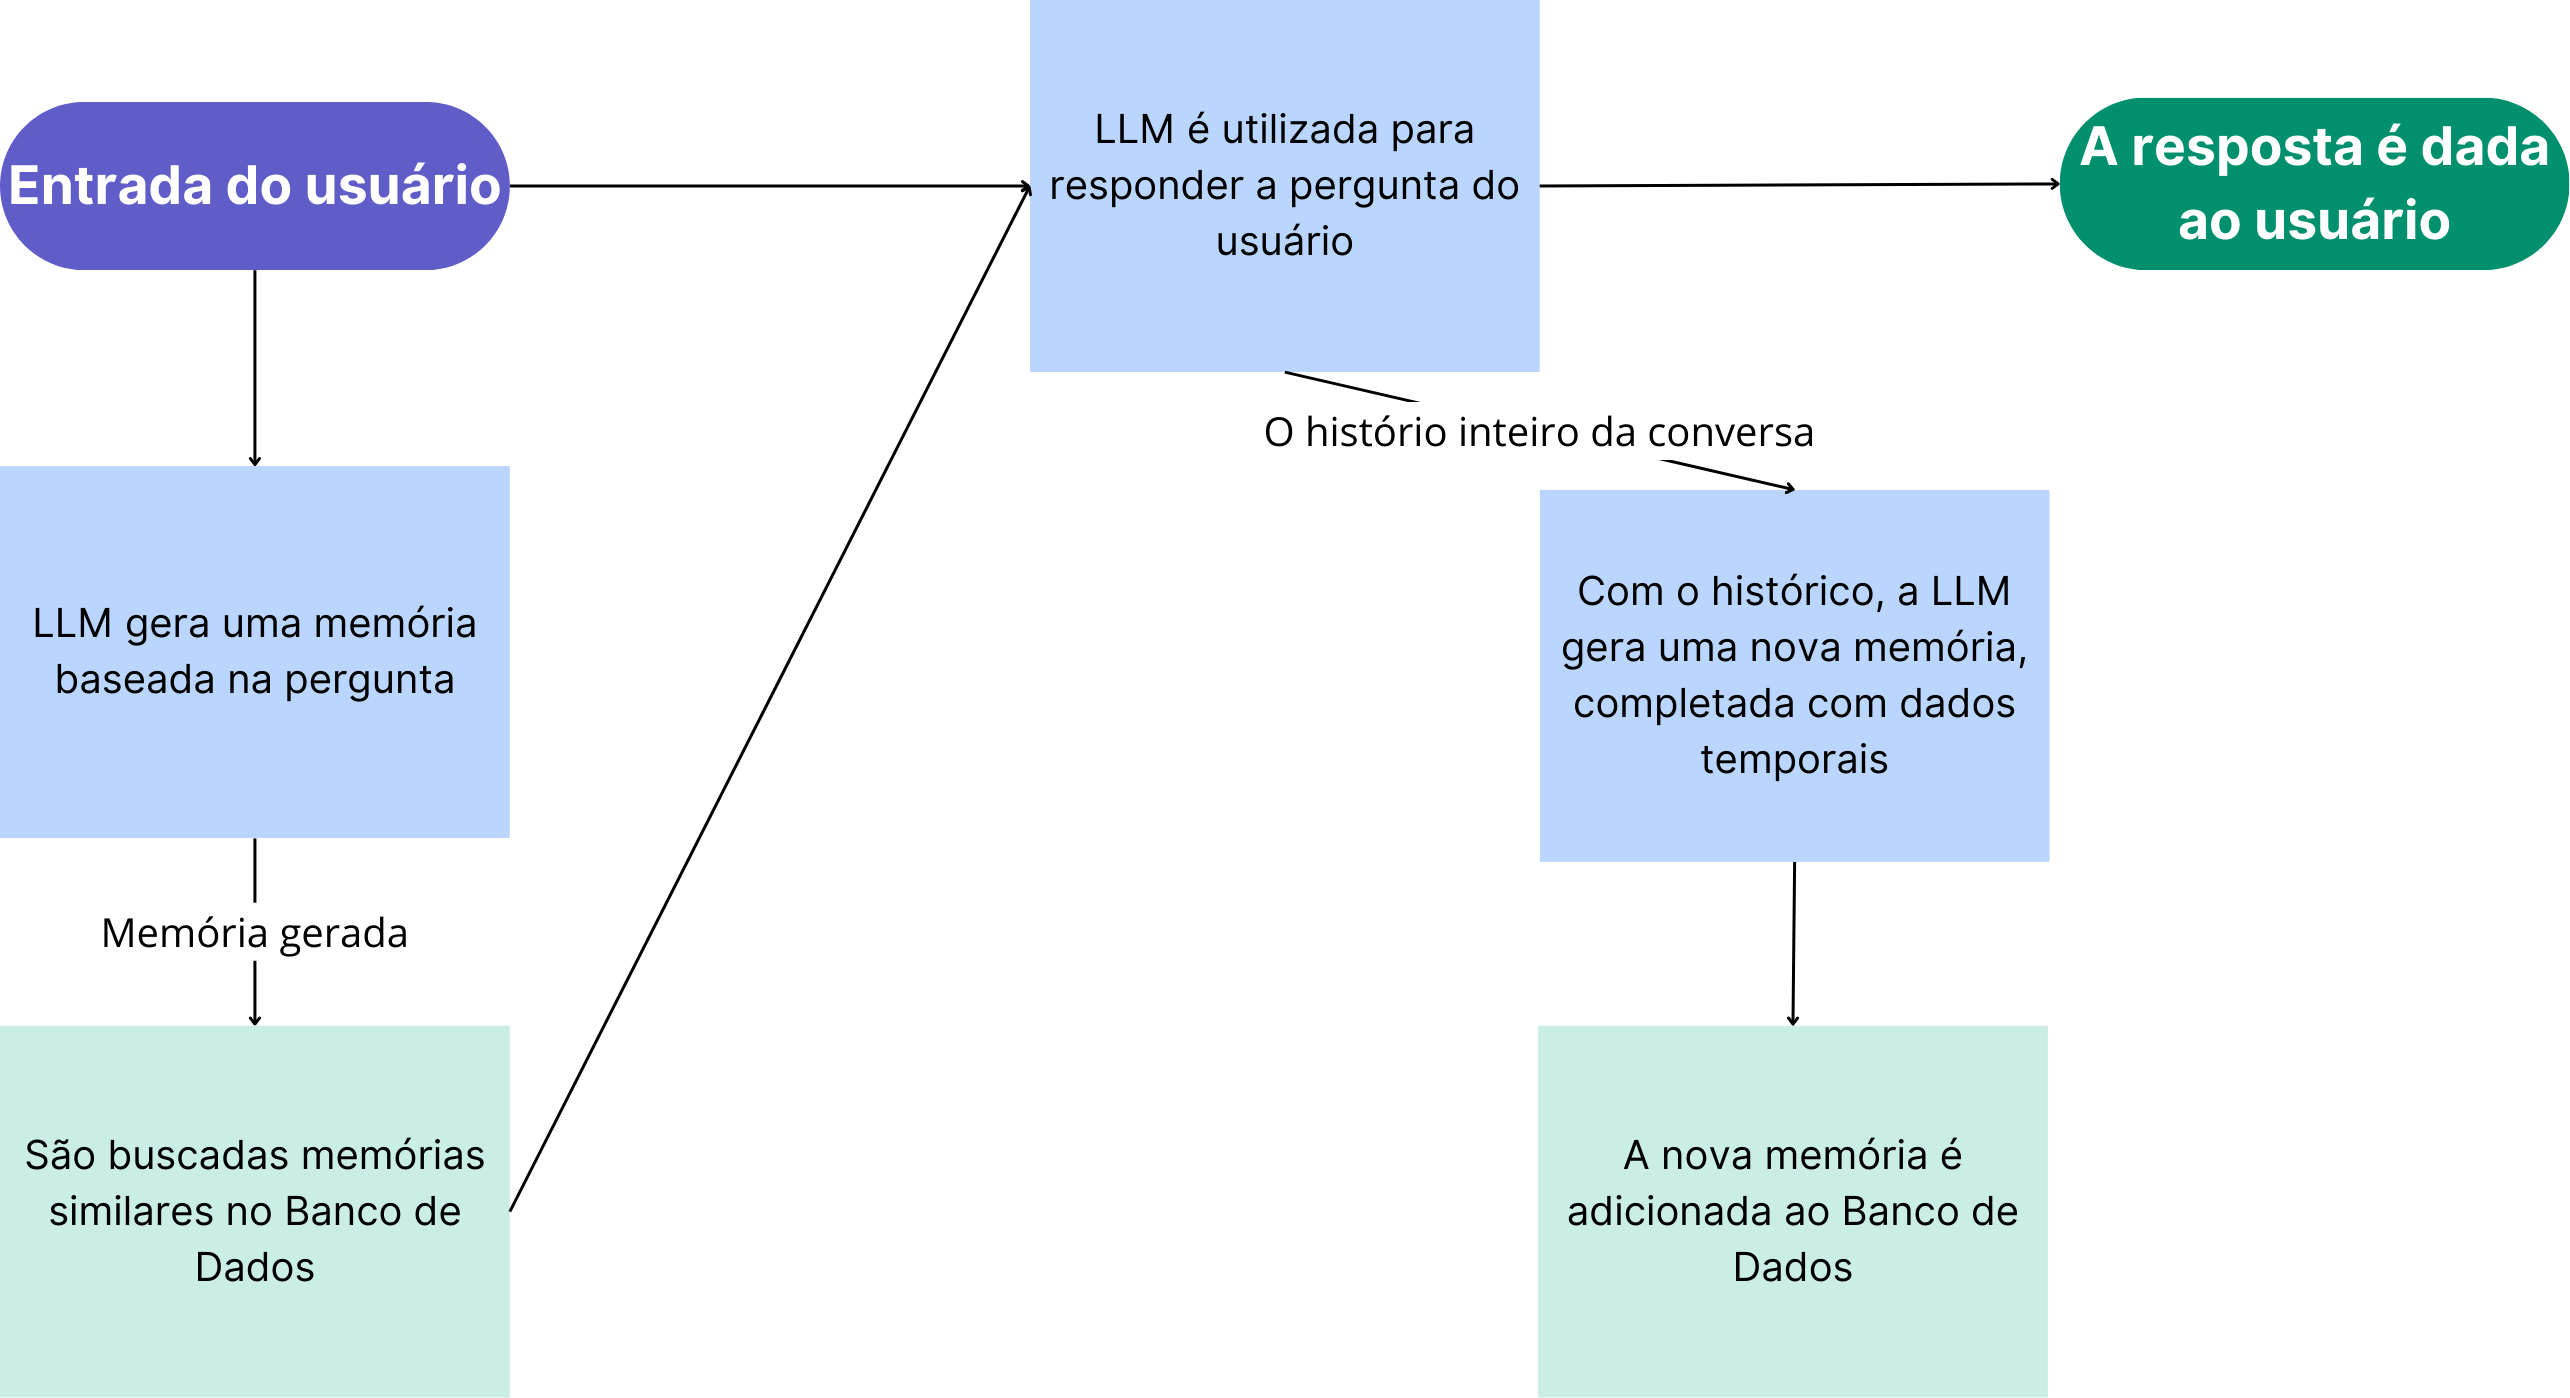 Entrada do usuário
LLM é utilizada para
responder a pergunta do
usuário
A resposta é dada
ao usuário
O histório inteiro da conversa
LLM gera uma memória
baseada na pergunta
Com o histórico, a LLM
gera uma nova memória,
completada com dados
temporais
Memória gerada
São buscadas memórias
similares no Banco de
Dados
A nova memória é
adicionada ao Banco de
Dados